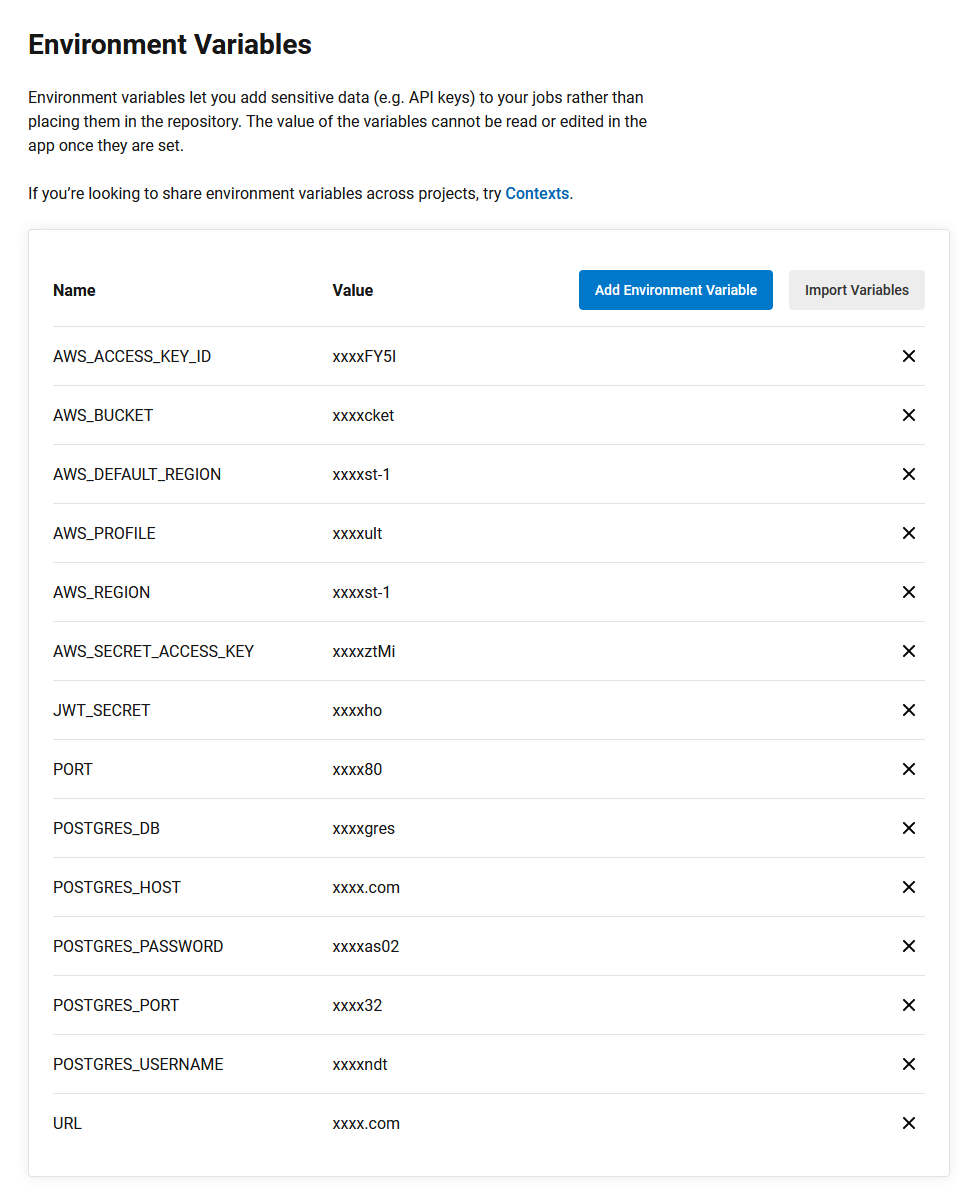 Environment Variables
Environment variables let you add sensitive data (e.g. API keys) to your jobs rather than
placing them in the repository. The value of the variables cannot be read or edited in the
app once they are set.
If you’re looking to share environment variables across projects, try Contexts.
Name Value Add Environment Variable Import Variables
AWS_ACCESS_KEY_ID xxxxFY5I
AWS_BUCKET xxxxcket
AWS_DEFAULT_REGION xxxxst-1
AWS_PROFILE xxxxult
AWS_REGION xxxxst-1
AWS_SECRET_ACCESS_KEY xxxxztMi
JWT_SECRET xxxxho
PORT xxxx80
POSTGRES_DB xxxxgres
POSTGRES_HOST xxxx.com
POSTGRES_PASSWORD xxxxas02
POSTGRES_PORT xxxx32
POSTGRES_USERNAME xxxxndt
URL xxxx.com